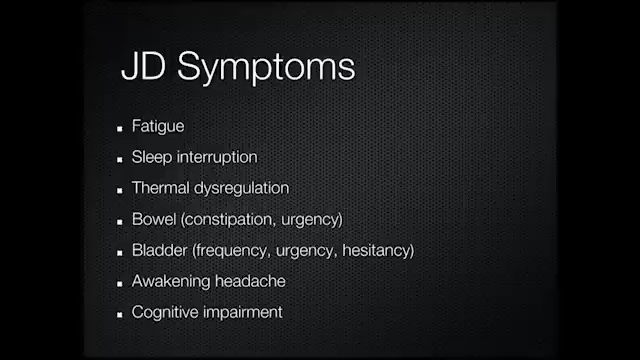 JD Symptoms
Fatigue
Sleep interruption
Thermal dysregulation
Bowel (constipation, urgency)
Bladder (frequency, urgency, hesitancy)
Awakening headache
Cognitive impairment